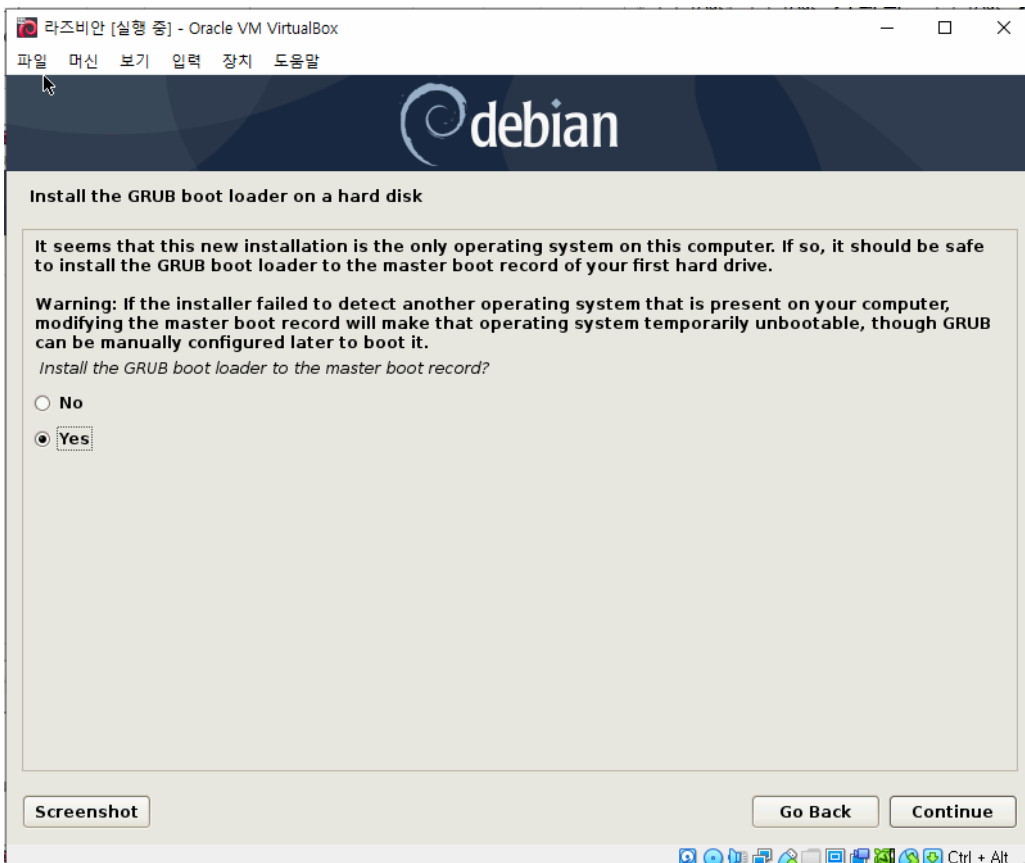 라즈비안 [실행 중] - Oracle VM VirtualBox
파일 머신 보기 입력 장치 도움말
debian
Install the GRUB boot loader on a hard disk
It seems that this new installation is the only operating system on this computer. If so, it should be safe
to install the GRUB boot loader to the master boot record of your first hard drive.
Warning: If the installer failed to detect another operating system that is present on your computer,
modifying the master boot record will make that operating system temporarily unbootable, though GRUB
can be manually configured later to boot it.
Install the GRUB boot loader to the master boot record?
No
Yes
Screenshot Go Back Continue
Ctrl + Alt